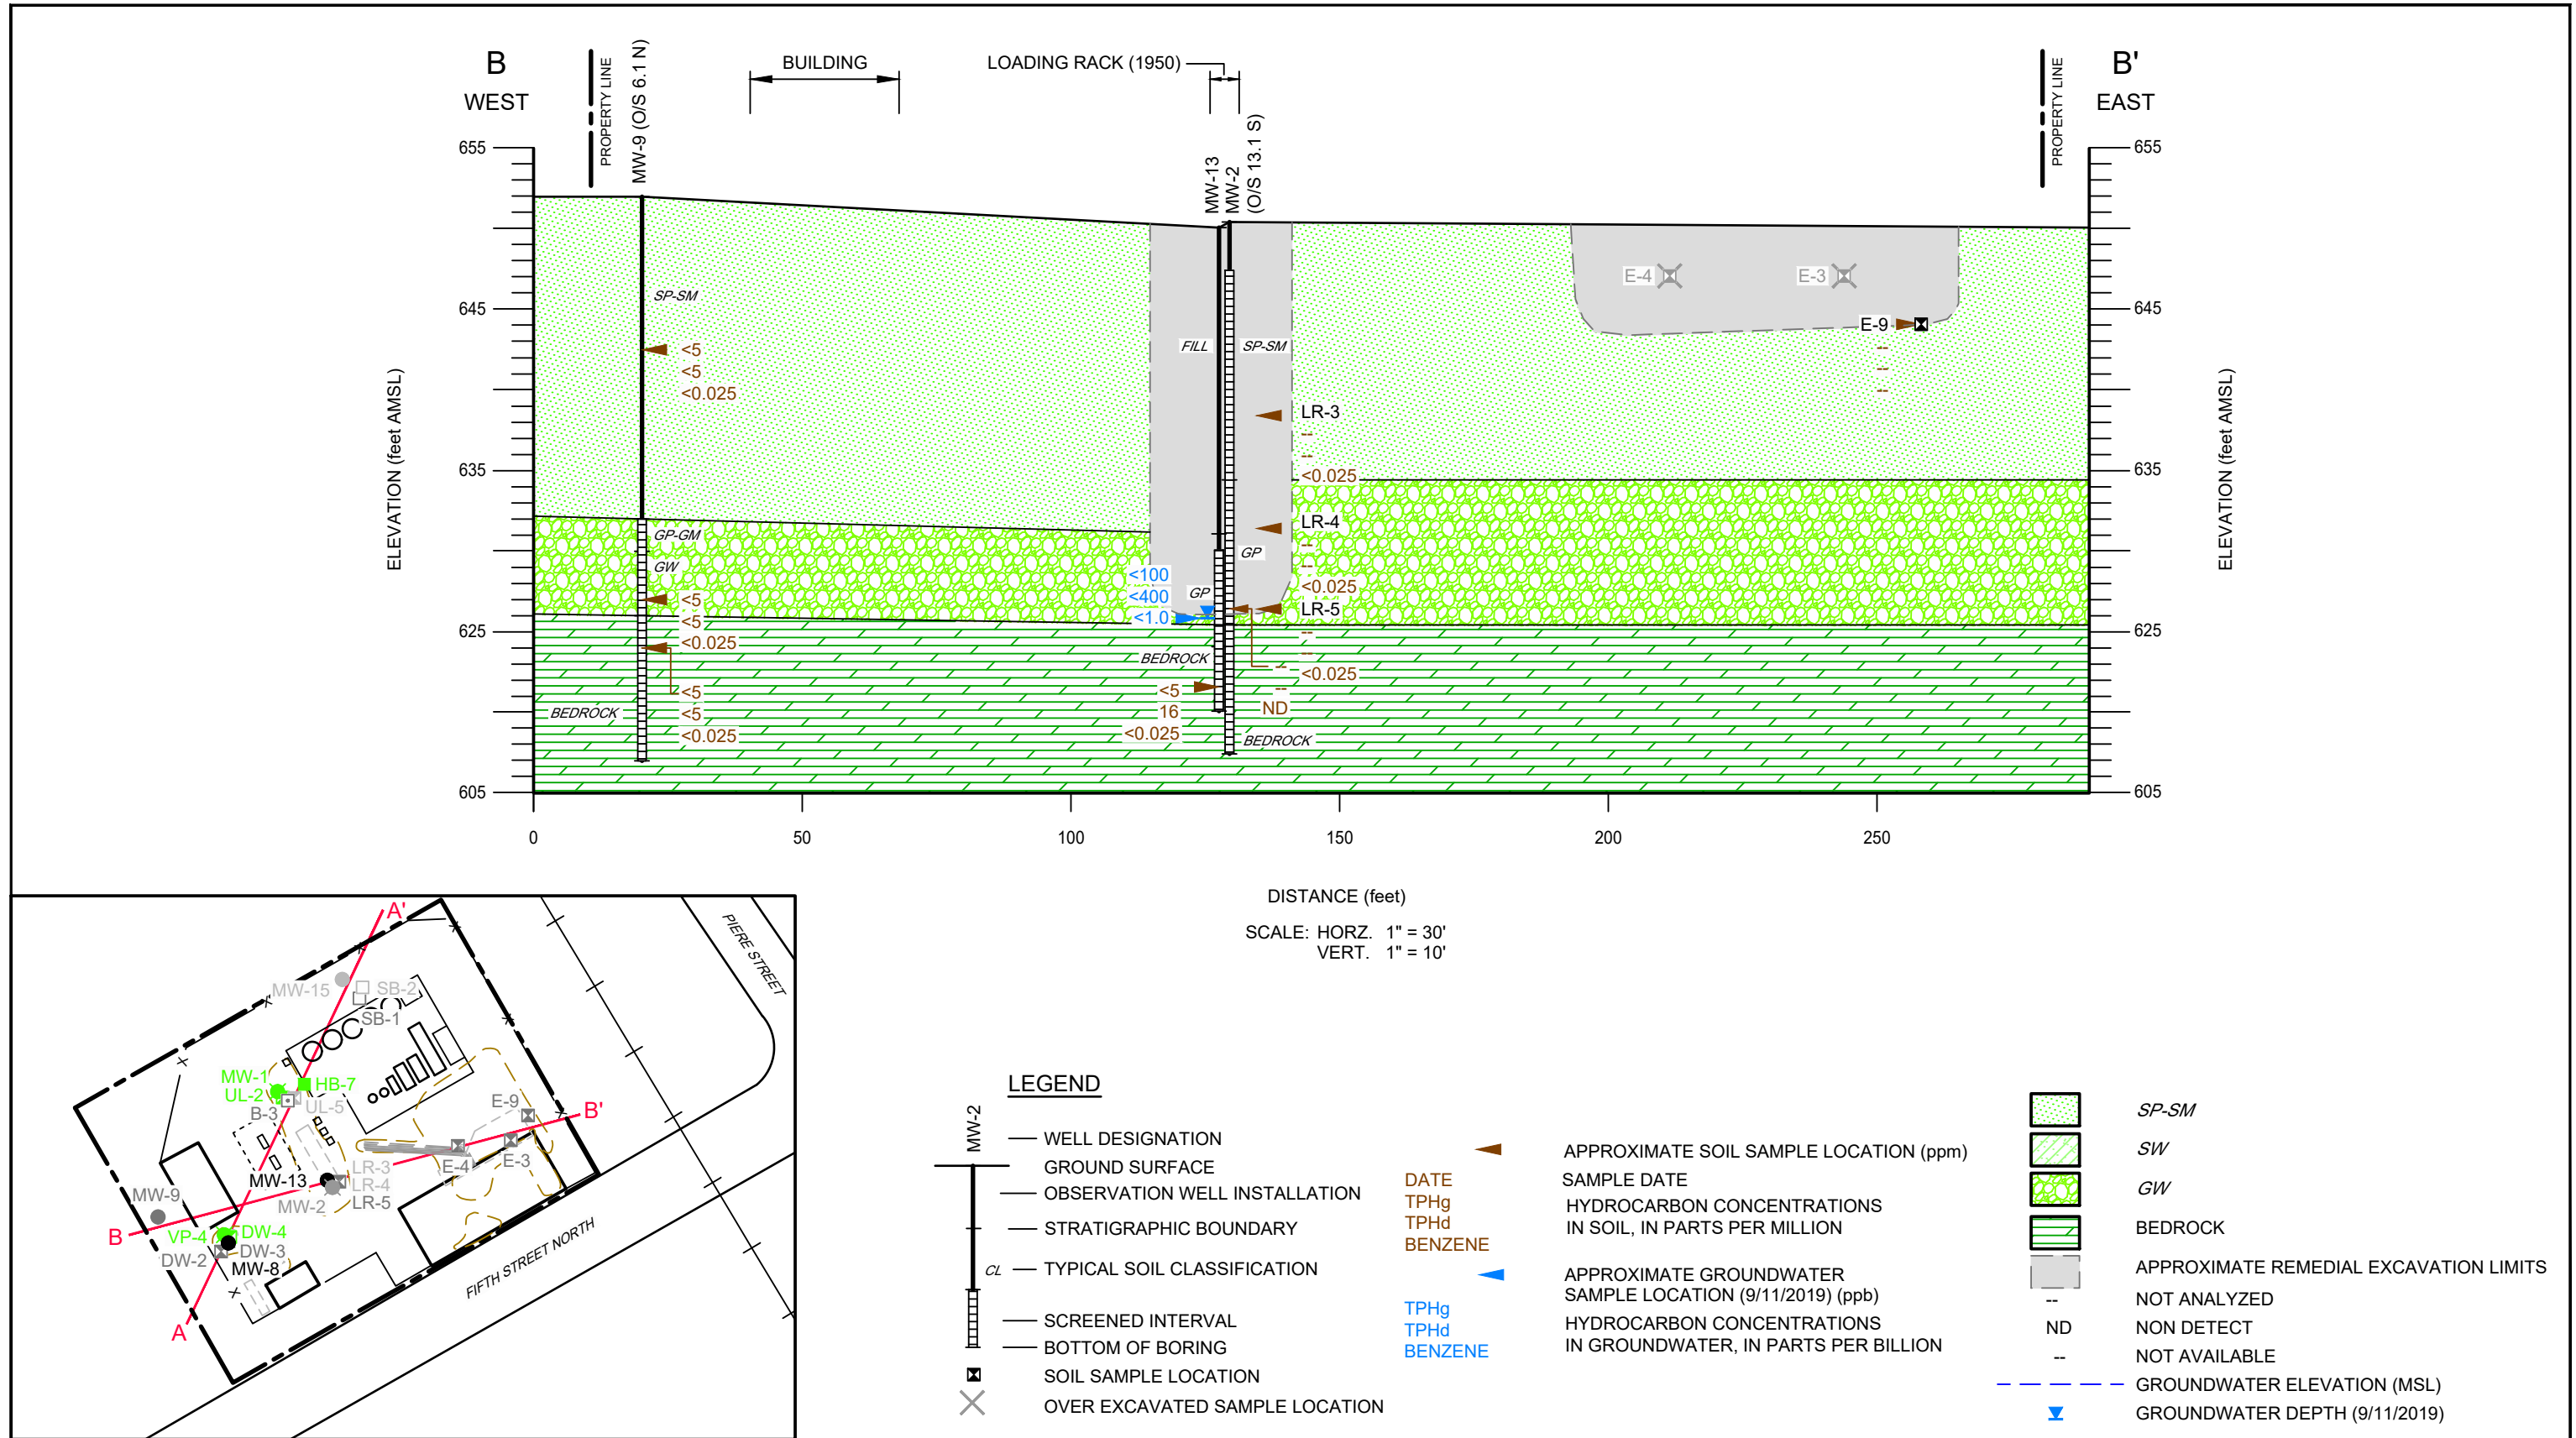 B
WEST
PROPERTY LINE
MW-9 (O/S 6.1 N)
BUILDING
LOADING RACK (1950)
MW-13
MW-2
(O/S 13.1 S)
PROPERTY LINE
B'
EAST
655
645
635
625
605
ELEVATION (feet AMSL)
655
645
635
625
605
ELEVATION (feet AMSL)
SP-SM
<5
<5
<0.025
GP-GM
GW
<5
<5
<0.025
<5
<5
<0.025
BEDROCK
FILL
SP-SM
GP
GP
<100
<400
<1.0
BEDROCK
<5
16
<0.025
BEDROCK
LR-3
--
--
<0.025
LR-4
--
--
<0.025
LR-5
--
--
<0.025
--
--
ND
E-4
E-3
E-9
--
--
--
0
50
100
150
200
250
DISTANCE (feet)
SCALE: HORZ. 1" = 30'
VERT. 1" = 10'
A'
MW-15
SB-2
SB-1
MW-1
UL-2
HB-7
B-3
UL-5
E-9
B'
E-4
E-3
LR-3
LR-4
LR-5
MW-13
MW-2
MW-9
B
VP-4
DW-4
DW-2
DW-3
MW-8
A
FIFTH STREET NORTH
PIERE STREET
LEGEND
MW-2
WELL DESIGNATION
GROUND SURFACE
OBSERVATION WELL INSTALLATION
STRATIGRAPHIC BOUNDARY
CL
TYPICAL SOIL CLASSIFICATION
SCREENED INTERVAL
BOTTOM OF BORING
SOIL SAMPLE LOCATION
OVER EXCAVATED SAMPLE LOCATION
APPROXIMATE SOIL SAMPLE LOCATION (ppm)
DATE
SAMPLE DATE
TPHg
TPHd
BENZENE
HYDROCARBON CONCENTRATIONS
IN SOIL, IN PARTS PER MILLION
APPROXIMATE GROUNDWATER
SAMPLE LOCATION (9/11/2019) (ppb)
TPHg
TPHd
BENZENE
HYDROCARBON CONCENTRATIONS
IN GROUNDWATER, IN PARTS PER BILLION
SP-SM
SW
GW
BEDROCK
APPROXIMATE REMEDIAL EXCAVATION LIMITS
-- NOT ANALYZED
ND NON DETECT
-- NOT AVAILABLE
GROUNDWATER ELEVATION (MSL)
GROUNDWATER DEPTH (9/11/2019)